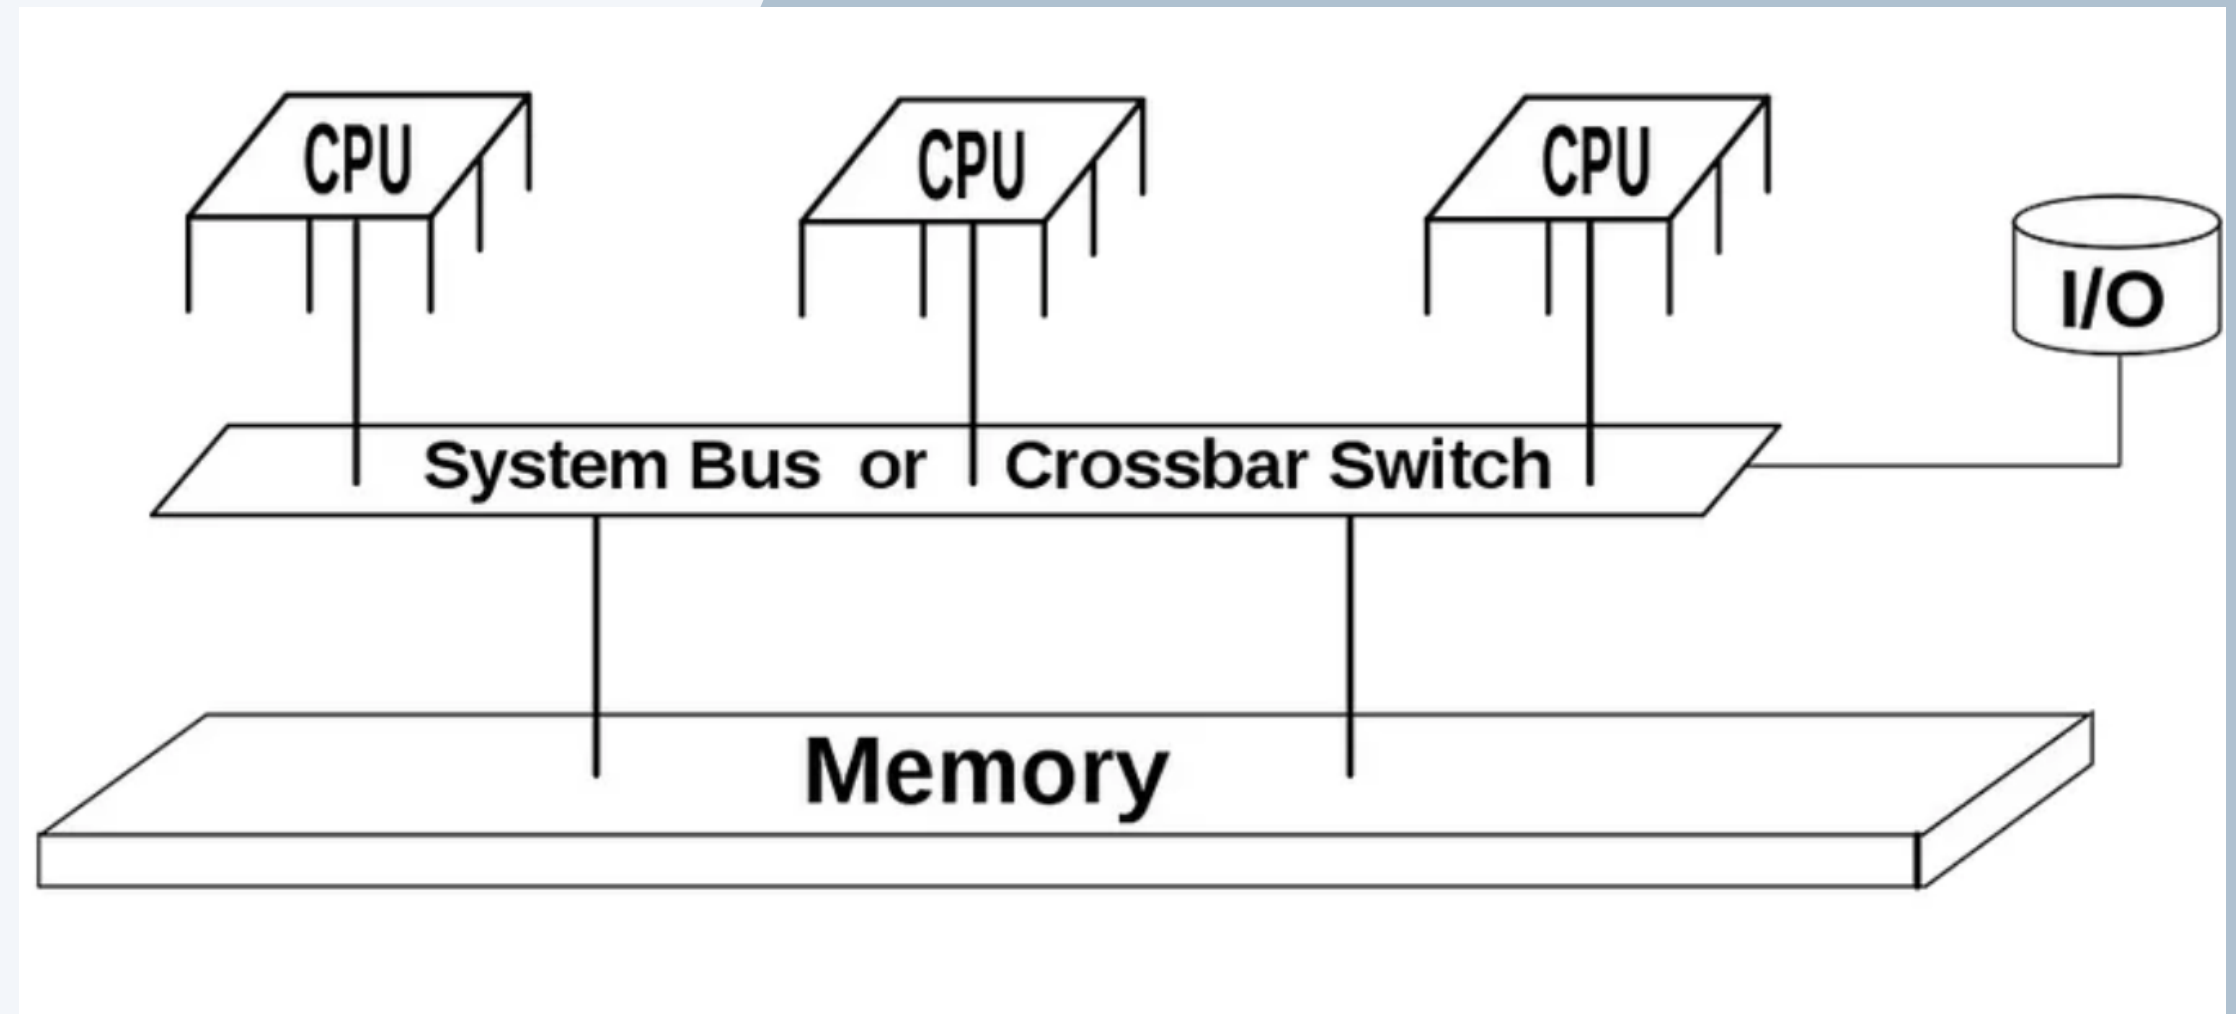 CPU
CPU
CPU
I/O
System Bus or Crossbar Switch
Memory